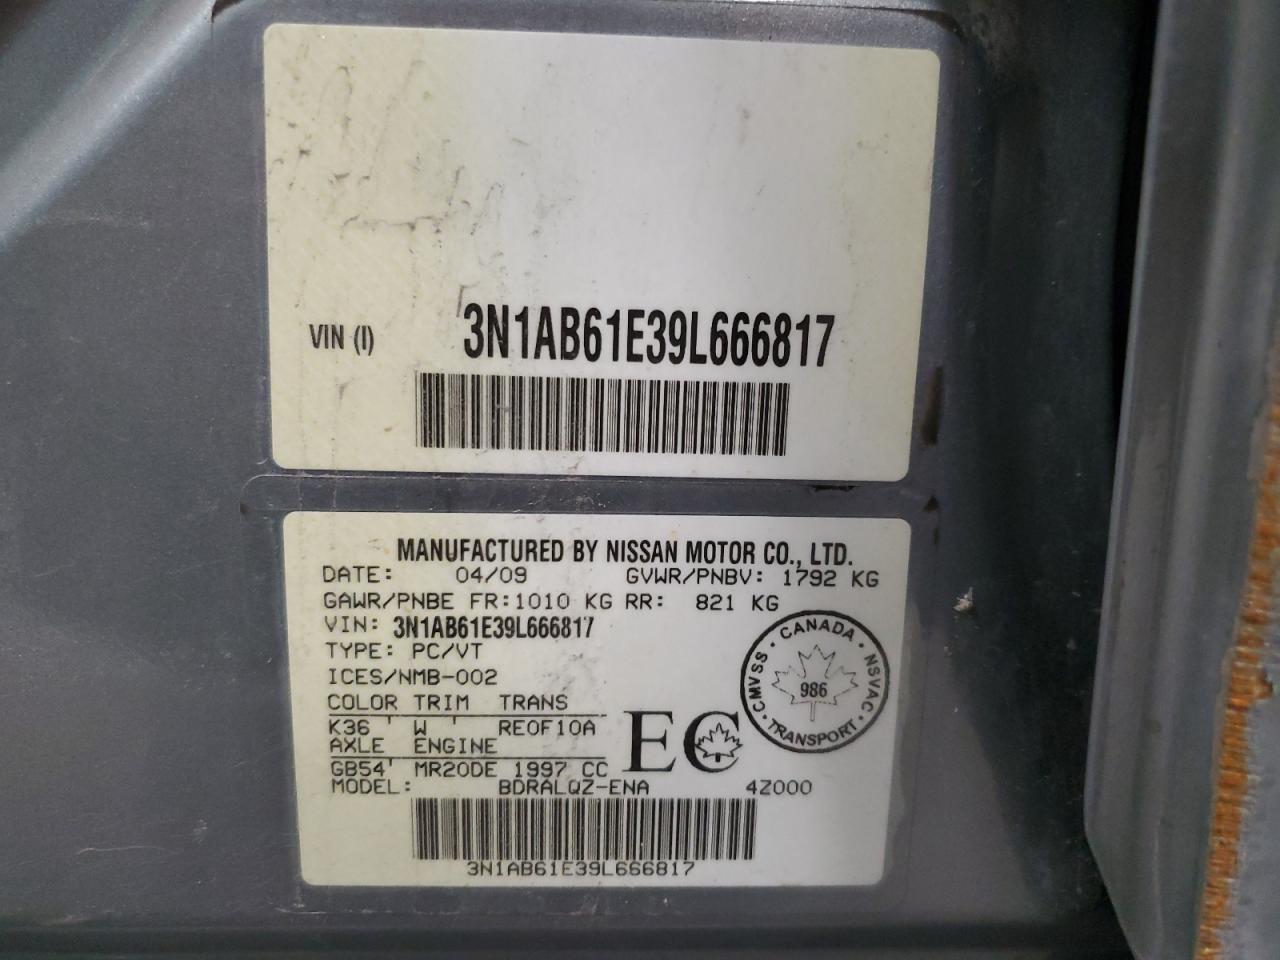 VIN (I) 3N1AB61E39L666817
MANUFACTURED BY NISSAN MOTOR CO., LTD.
DATE: 04/09 GVWR/PNBV: 1792 KG
GAWR/PNBE FR:1010 KG RR: 821 KG
VIN: 3N1AB61E39L666817
TYPE: PC/VT
ICES/NMB-002
COLOR TRIM TRANS
K36 ' W ' RE0F10A
AXLE ENGINE
GB54' MR20DE 1997 CC
MODEL: BDRALQZ-ENA 4Z000
3N1AB61E39L666817
EC
· CANADA ·
CMVSS NSVAC
986
· TRANSPORT ·